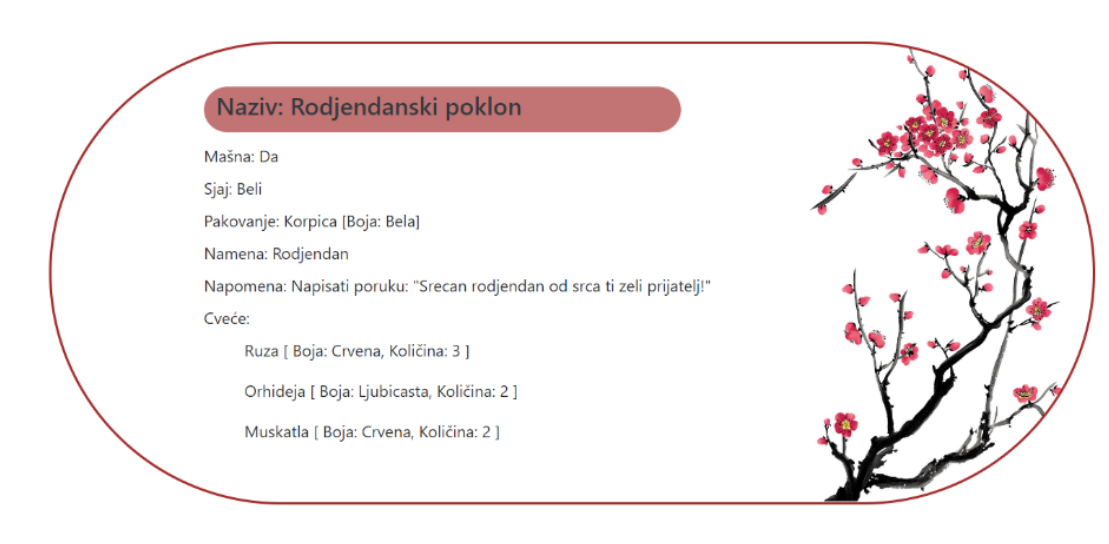 Naziv: Rodjendanski poklon
Mašna: Da
Sjaj: Beli
Pakovanje: Korpica [Boja: Bela]
Namena: Rodjendan
Napomena: Napisati poruku: "Srecan rodjendan od srca ti zeli prijatelj!"
Cveće:
Ruza [ Boja: Crvena, Količina: 3 ]
Orhideja [ Boja: Ljubicasta, Količina: 2 ]
Muskatla [ Boja: Crvena, Količina: 2 ]